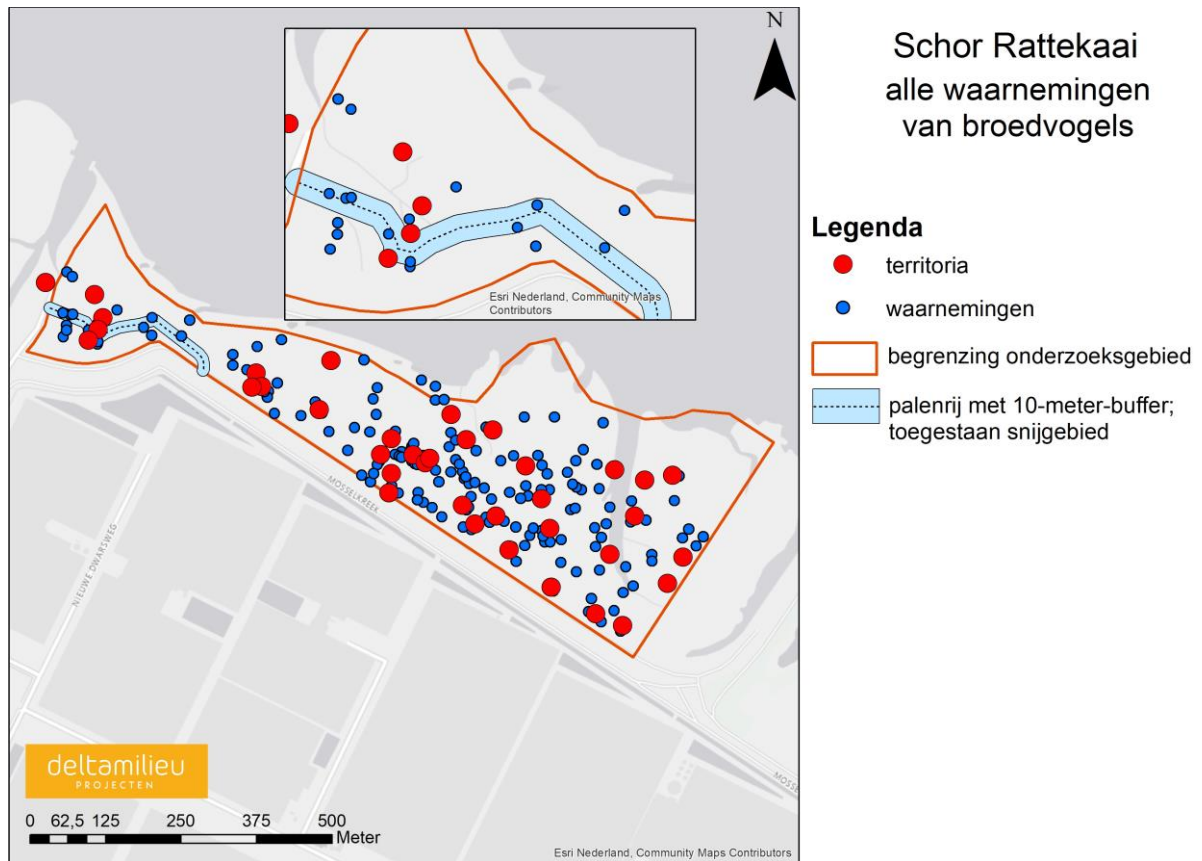 N
Esri Nederland, Community Maps
Contributors
MOSSELKREEK
NIEUWE DWARSWEG
deltamilieu
PROJECTEN
0 62,5 125 250 375 500
Meter
Esri Nederland, Community Maps Contributors
Schor Rattekaai
alle waarnemingen
van broedvogels
Legenda
territoria
waarnemingen
begrenzing onderzoeksgebied
palenrij met 10-meter-buffer;
toegestaan snijgebied